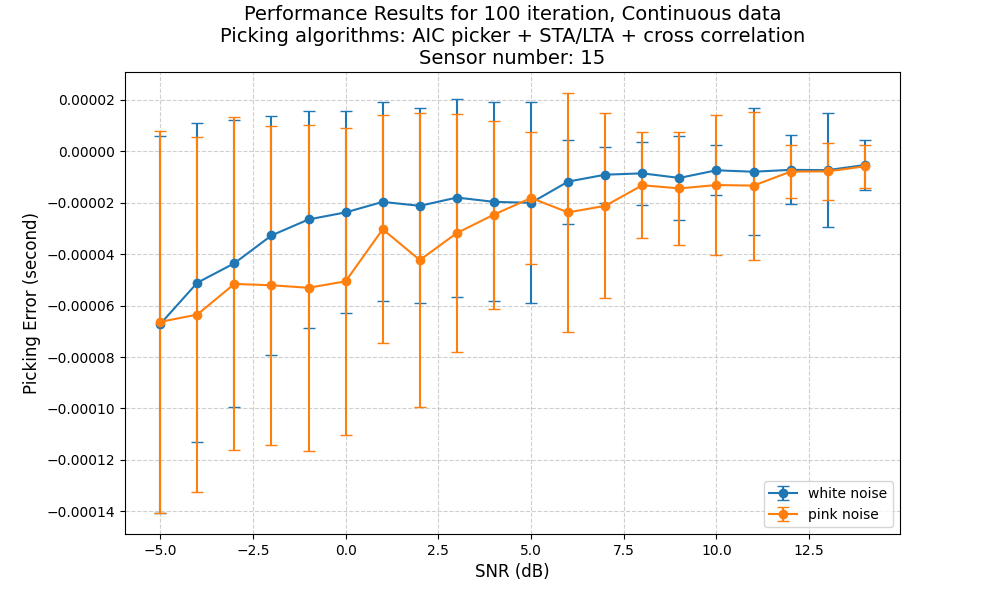 Performance Results for 100 iteration, Continuous data
Picking algorithms: AIC picker + STA/LTA + cross correlation
Sensor number: 15
0.00002
0.00000
−0.00002
−0.00004
−0.00006
−0.00008
−0.00010
−0.00012
−0.00014
Picking Error (second)
white noise
pink noise
−5.0 −2.5 0.0 2.5 5.0 7.5 10.0 12.5
SNR (dB)